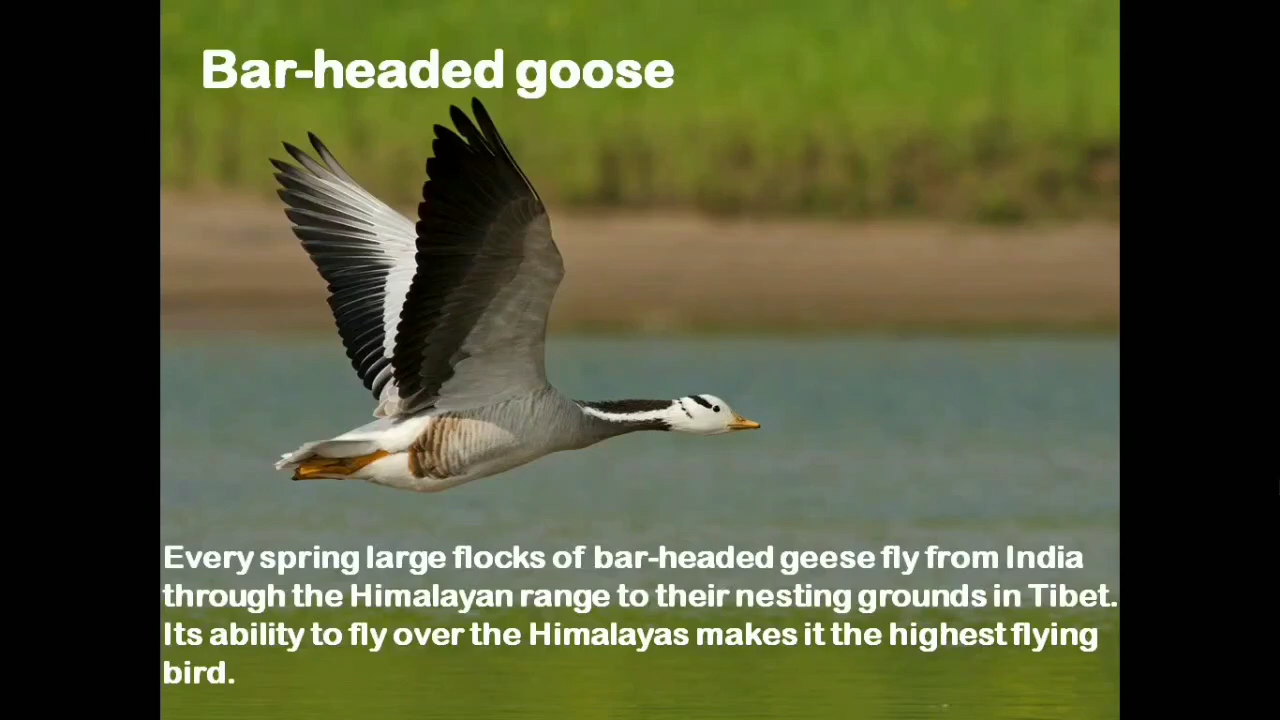 Bar-headed goose
Every spring large flocks of bar-headed geese fly from India
through the Himalayan range to their nesting grounds in Tibet.
Its ability to fly over the Himalayas makes it the highest flying
bird.